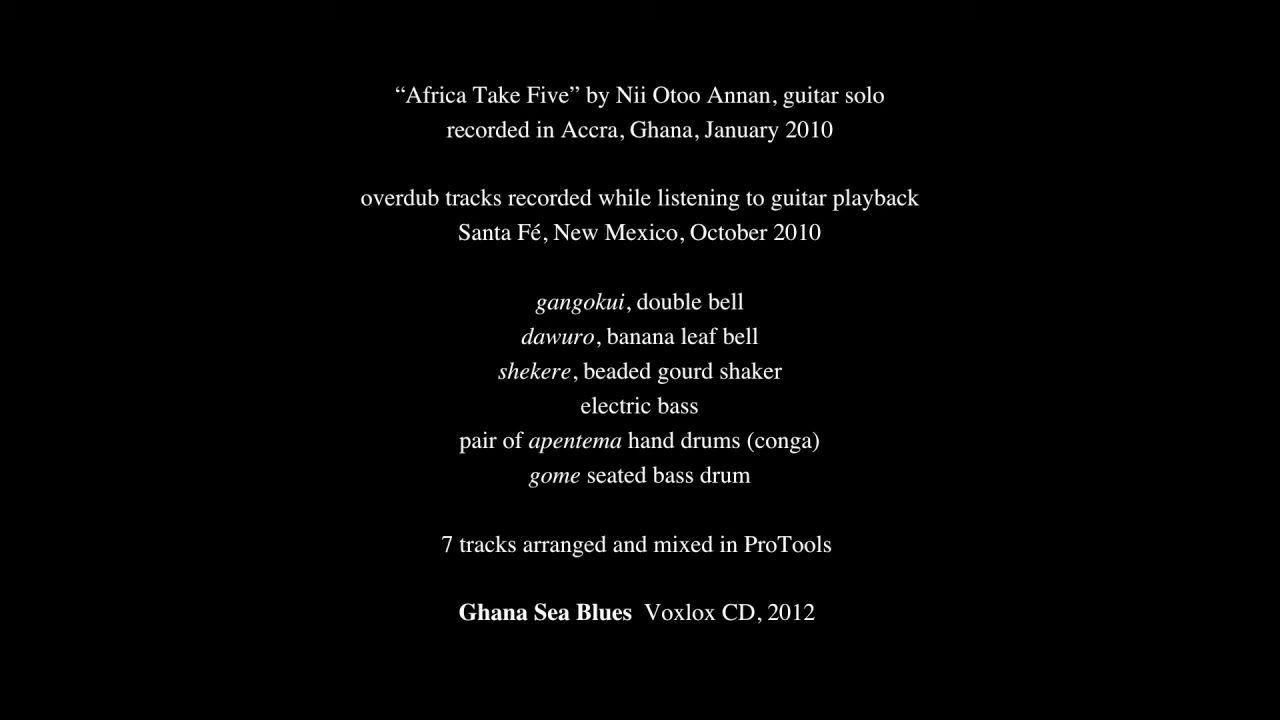 “Africa Take Five” by Nii Otoo Annan, guitar solo
recorded in Accra, Ghana, January 2010
overdub tracks recorded while listening to guitar playback
Santa Fé, New Mexico, October 2010
gangokui, double bell
dawuro, banana leaf bell
shekere, beaded gourd shaker
electric bass
pair of apentema hand drums (conga)
gome seated bass drum
7 tracks arranged and mixed in ProTools
Ghana Sea Blues Voxlox CD, 2012